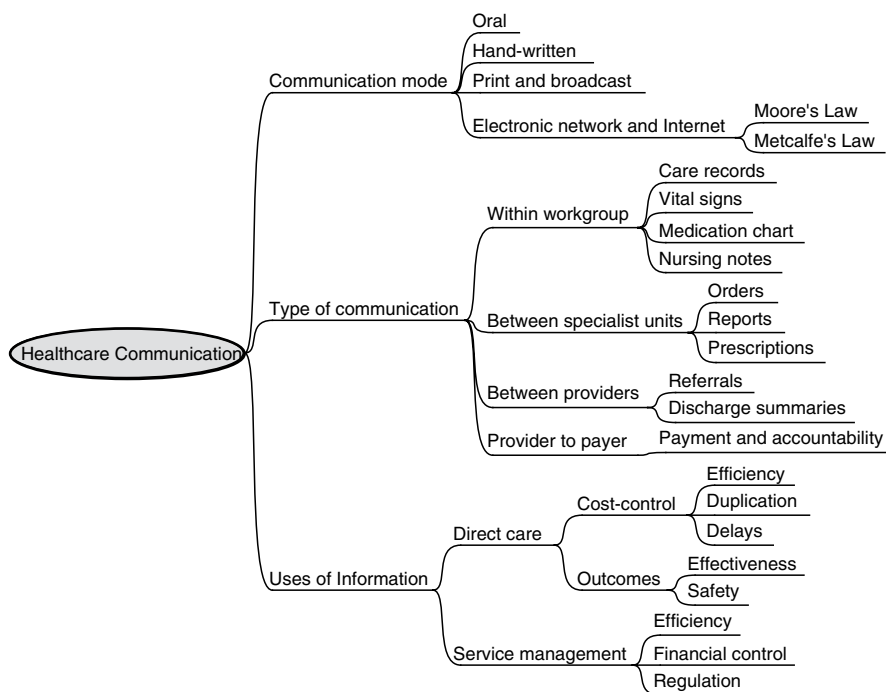 Healthcare Communication
Communication mode
Oral
Hand-written
Print and broadcast
Electronic network and Internet
Moore's Law
Metcalfe's Law
Type of communication
Within workgroup
Care records
Vital signs
Medication chart
Nursing notes
Between specialist units
Orders
Reports
Prescriptions
Between providers
Referrals
Discharge summaries
Provider to payer
Payment and accountability
Uses of Information
Direct care
Cost-control
Efficiency
Duplication
Delays
Outcomes
Effectiveness
Safety
Service management
Efficiency
Financial control
Regulation